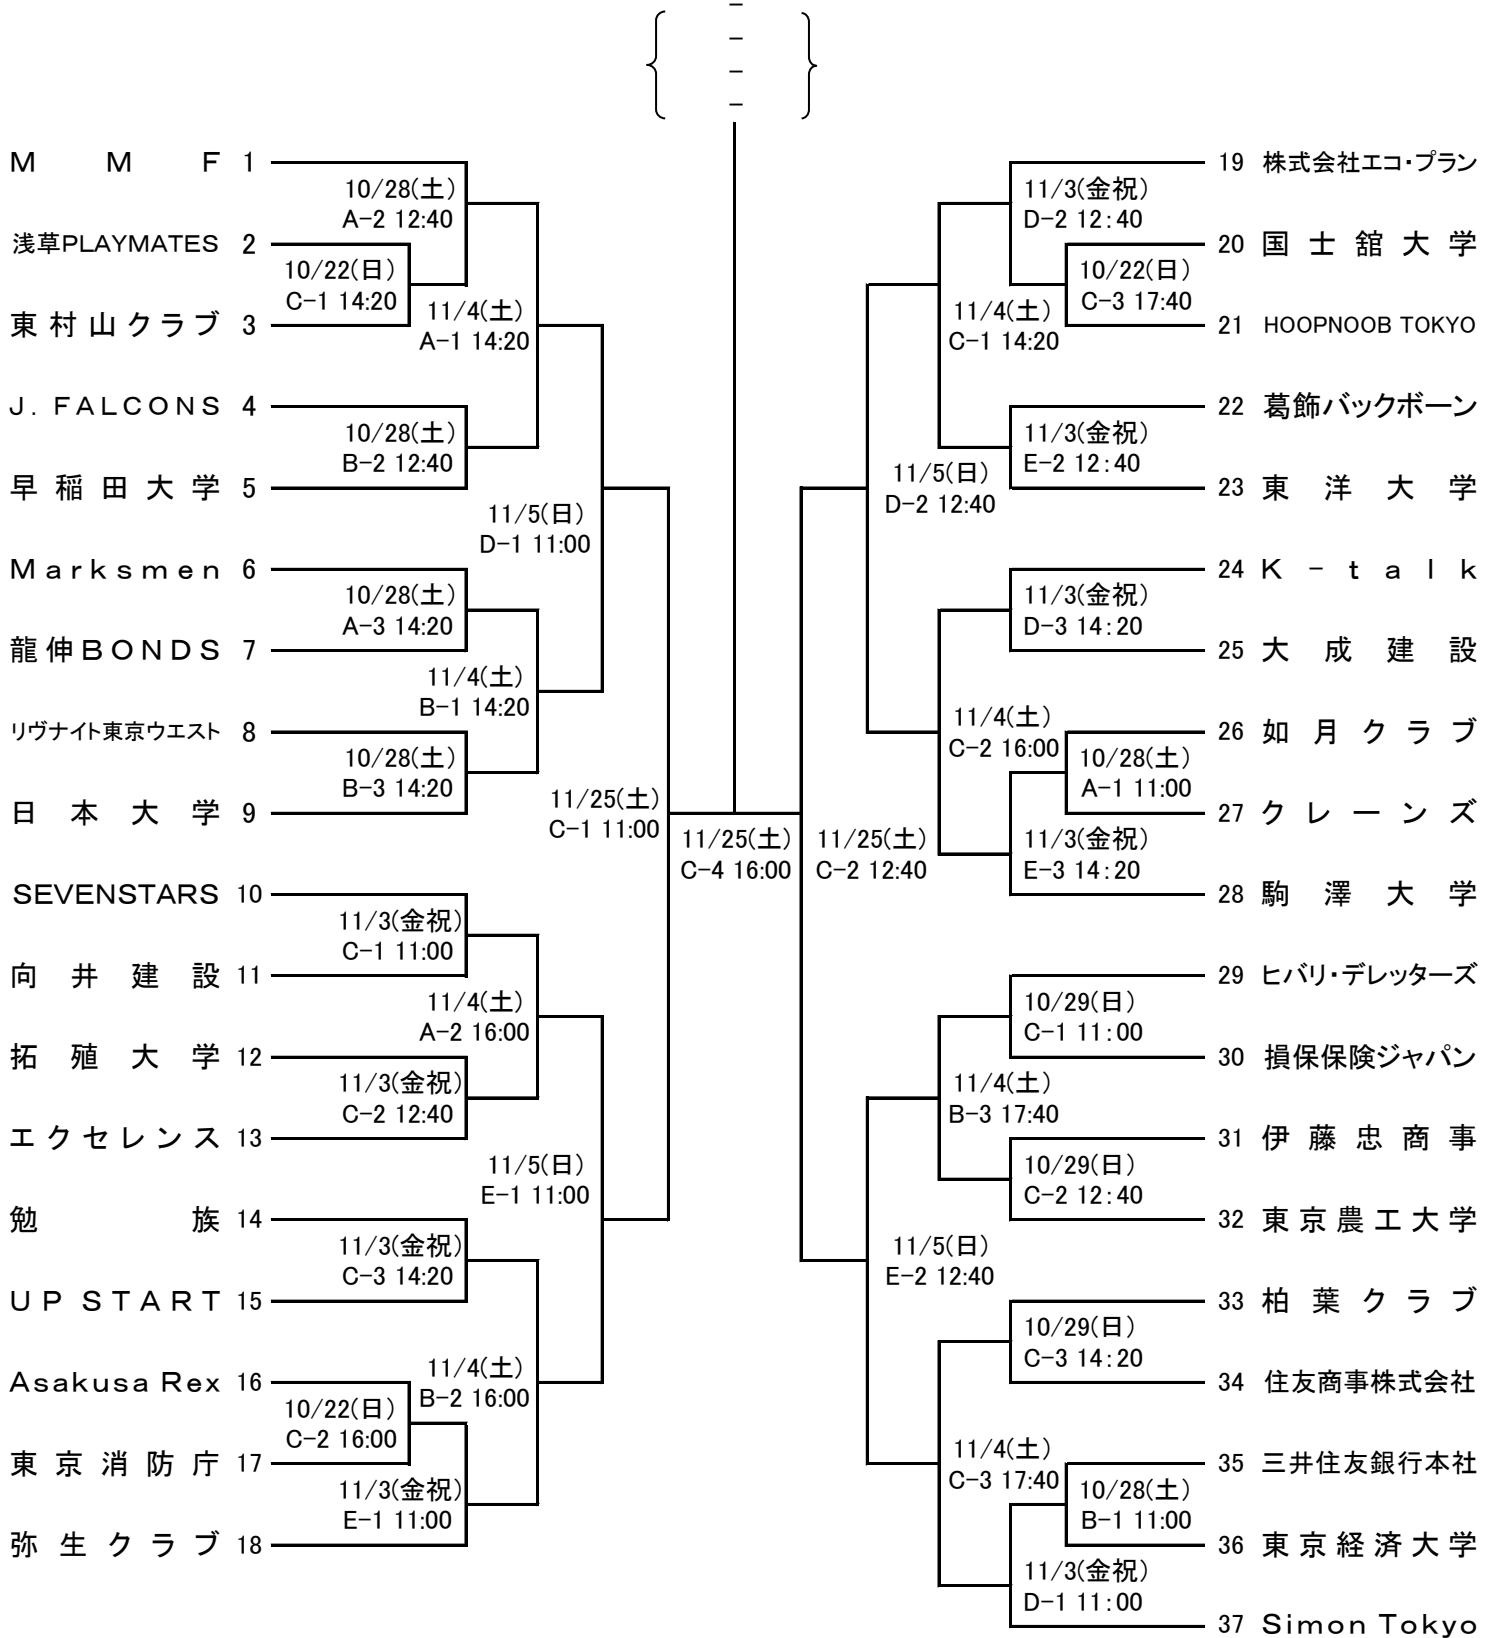 -
-
-
-
M M F 1
10/28(土)
A-2 12:40
浅草PLAYMATES 2
10/22(日)
C-1 14:20
東村山クラブ 3
11/4(土)
A-1 14:20
J. FALCONS 4
10/28(土)
B-2 12:40
早稲田大学 5
11/5(日)
D-1 11:00
Marksmen 6
10/28(土)
A-3 14:20
龍伸BONDS 7
11/4(土)
B-1 14:20
リヴナイト東京ウエスト 8
10/28(土)
B-3 14:20
日本大学 9
11/25(土)
C-1 11:00
SEVENSTARS 10
11/3(金祝)
C-1 11:00
向井建設 11
11/4(土)
A-2 16:00
拓殖大学 12
11/3(金祝)
C-2 12:40
エクセレンス 13
11/5(日)
E-1 11:00
勉族 14
11/3(金祝)
C-3 14:20
UP START 15
11/4(土)
B-2 16:00
Asakusa Rex 16
10/22(日)
C-2 16:00
東京消防庁 17
11/3(金祝)
E-1 11:00
弥生クラブ 18
11/25(土)
C-4 16:00
19 株式会社エコ・プラン
11/3(金祝)
D-2 12:40
20 国士舘大学
10/22(日)
C-3 17:40
21 HOOPNOOB TOKYO
11/4(土)
C-1 14:20
22 葛飾バックボーン
11/3(金祝)
E-2 12:40
23 東洋大学
11/5(日)
D-2 12:40
24 K-talk
11/3(金祝)
D-3 14:20
25 大成建設
11/4(土)
C-2 16:00
26 如月クラブ
10/28(土)
A-1 11:00
27 クレーンズ
11/3(金祝)
E-3 14:20
28 駒澤大学
11/25(土)
C-2 12:40
29 ヒバリ・デレッターズ
10/29(日)
C-1 11:00
30 損保保険ジャパン
11/4(土)
B-3 17:40
31 伊藤忠商事
10/29(日)
C-2 12:40
32 東京農工大学
11/5(日)
E-2 12:40
33 柏葉クラブ
10/29(日)
C-3 14:20
34 住友商事株式会社
11/4(土)
C-3 17:40
35 三井住友銀行本社
10/28(土)
B-1 11:00
36 東京経済大学
11/3(金祝)
D-1 11:00
37 Simon Tokyo